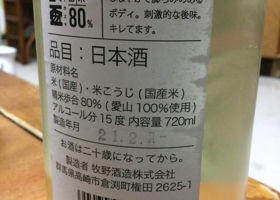 80%
ボディ。刺激的な後味。
キレ有り。
品目：日本酒
原材料名
米(国産)・米こうじ(国産米)
精米歩合80%(愛山100%使用)
アルコール分15度 内容量720ml
製造年月
21.2.
お酒は二十歳になってから。
製造者 牧野酒造株式会社
群馬県高崎市倉渕町権田2625-1